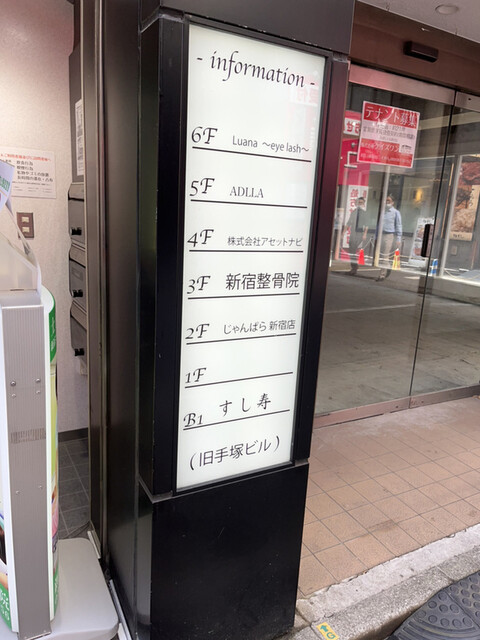 - information -
6F Luana ～eye lash～
5F ADLLA
4F 株式会社アセットナビ
3F 新宿整骨院
2F じゃんぱら 新宿店
1F
B1 すし寿
(旧手塚ビル)
テナント募集